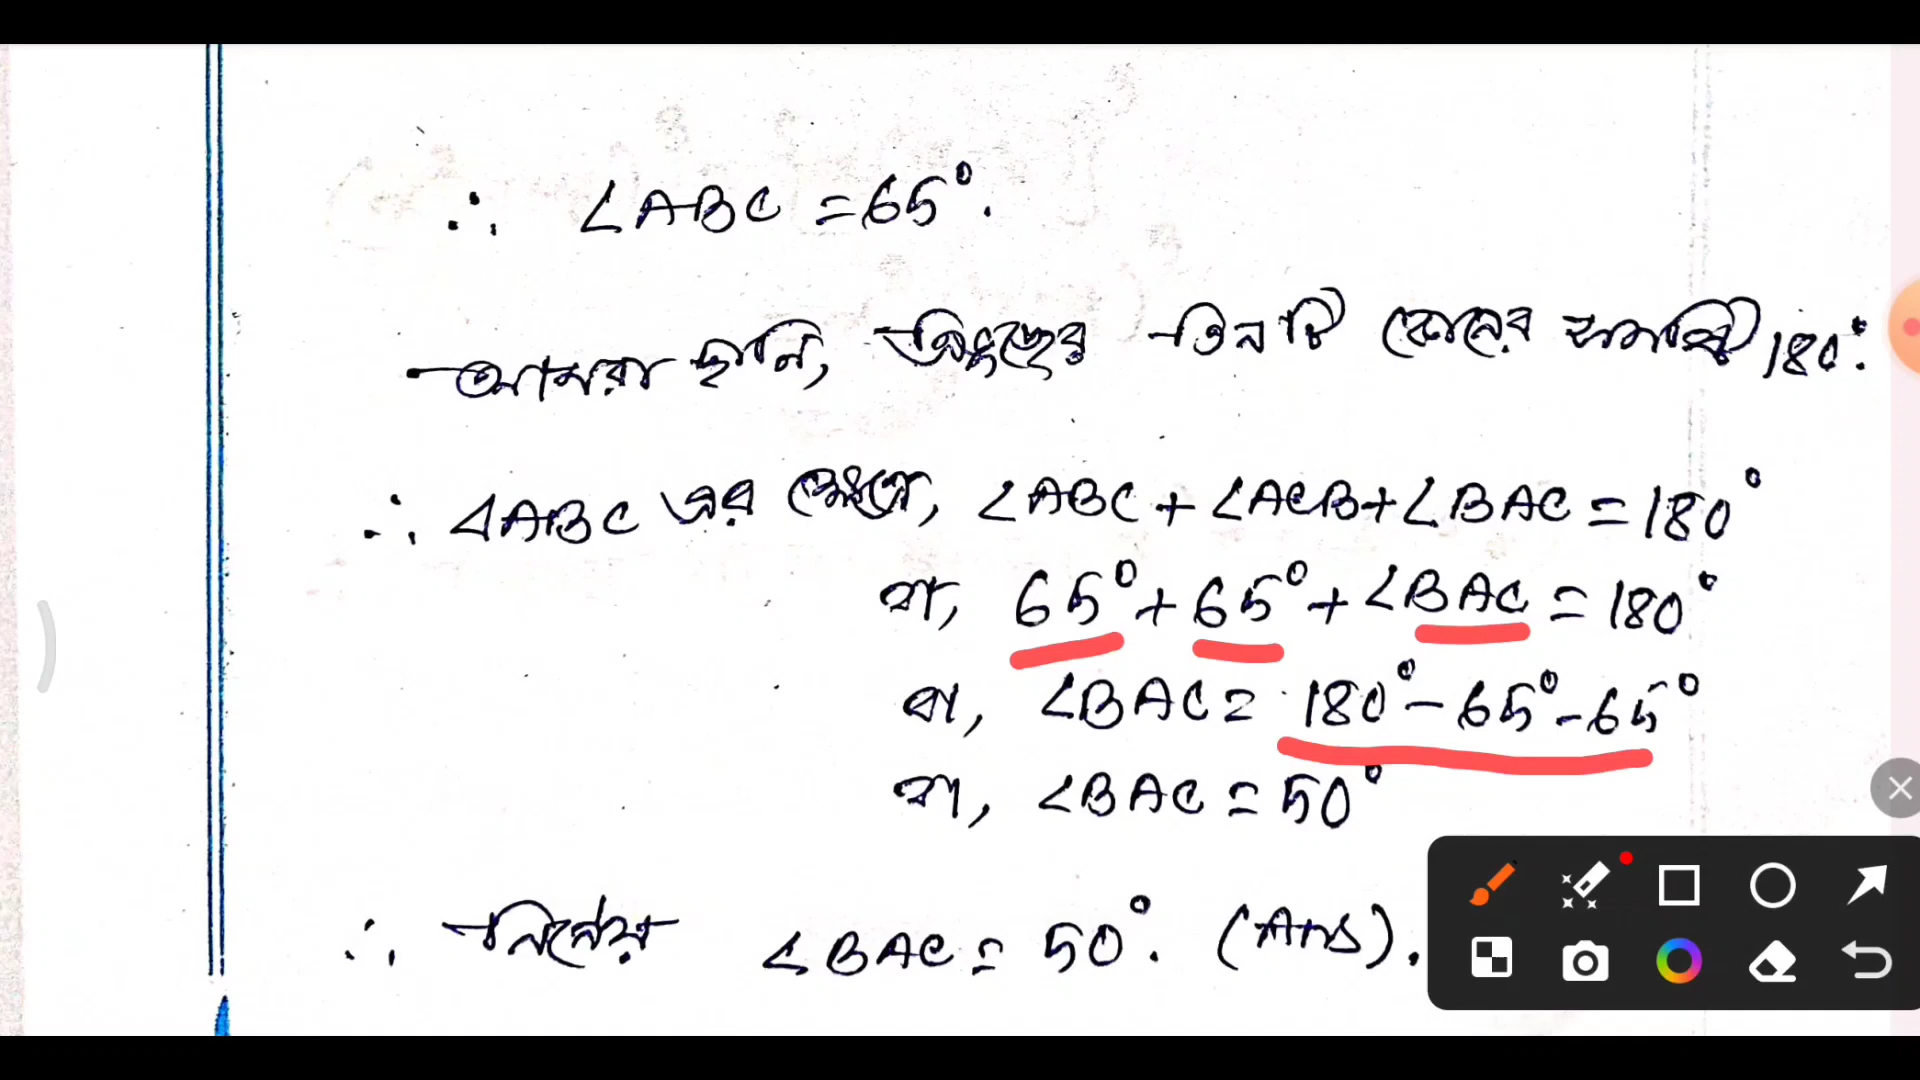 ∴ ∠ABC = 65°.
আমরা জানি, ত্রিভুজের তিনটি কোনের সমষ্টি 180°.
∴ ∠ABC এর ক্ষেত্রে, ∠ABC + ∠ACB + ∠BAC = 180°
বা, 65° + 65° + ∠BAC = 180°
বা, ∠BAC = 180° - 65° - 65°
বা, ∠BAC = 50°
∴ নির্ণেয় ∠BAC = 50°. (Ans).